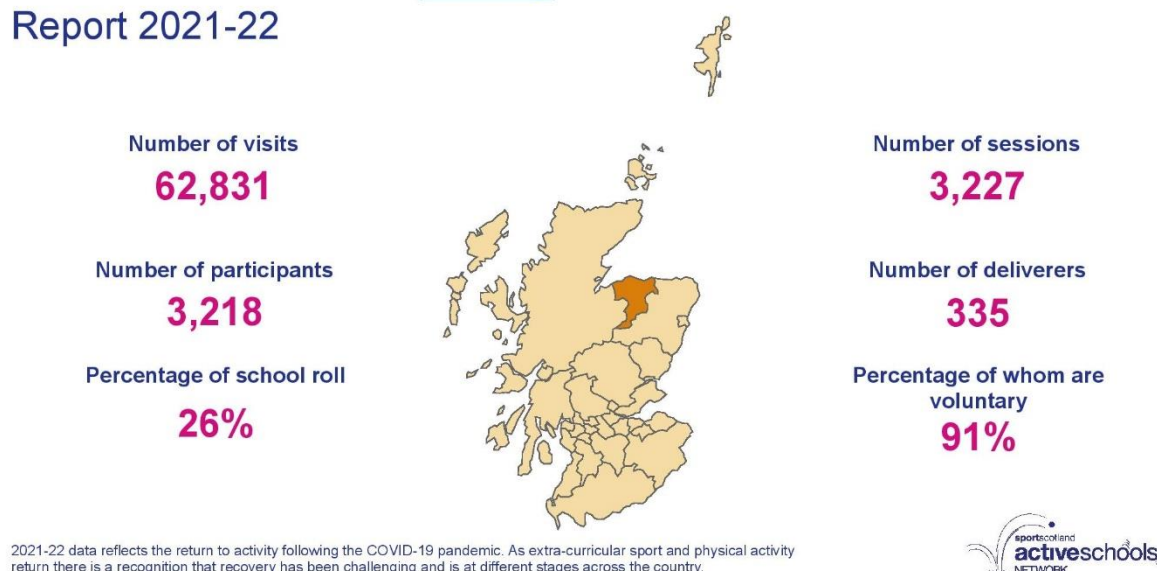 Report 2021-22
Number of visits
62,831
Number of participants
3,218
Percentage of school roll
26%
Number of sessions
3,227
Number of deliverers
335
Percentage of whom are
voluntary
91%
2021-22 data reflects the return to activity following the COVID-19 pandemic. As extra-curricular sport and physical activity
return there is a recognition that recovery has been challenging and is at different stages across the country.
sportscotland
activeschools
NETWORK